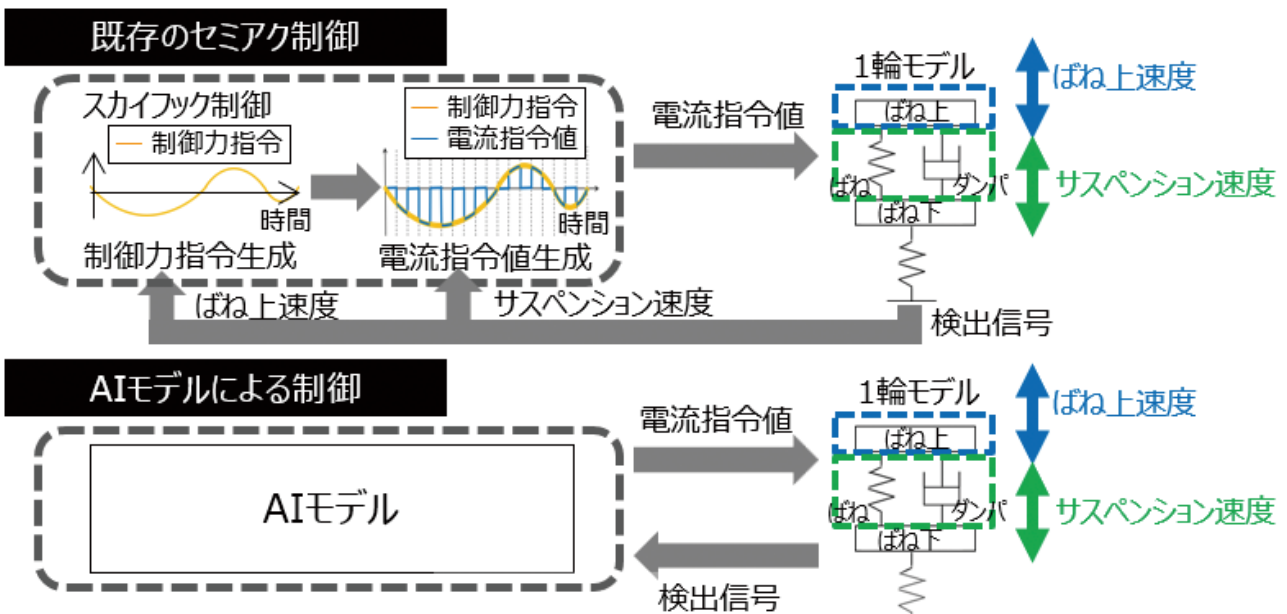 既存のセミアク制御
スカイフック制御
制御力指令
時間
制御力指令生成
制御力指令
電流指令値
時間
電流指令値生成
電流指令値
1輪モデル
ばね上
ばね
ダンパ
ばね下
ばね上速度
サスペンション速度
ばね上速度
サスペンション速度
検出信号
AIモデルによる制御
AIモデル
電流指令値
検出信号
1輪モデル
ばね上
ばね
ダンパ
ばね下
ばね上速度
サスペンション速度